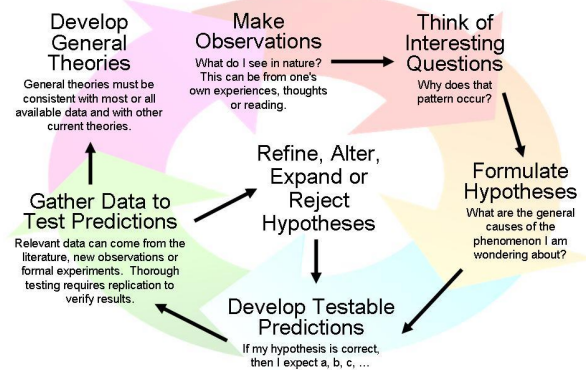 Make
Observations
What do I see in nature?
This can be from one's
own experiences, thoughts
or reading.
Think of
Interesting
Questions
Why does that
pattern occur?
Formulate
Hypotheses
What are the general
causes of the
phenomenon I am
wondering about?
Develop Testable
Predictions
If my hypothesis is correct,
then I expect a, b, c, ...
Gather Data to
Test Predictions
Relevant data can come from the
literature, new observations or
formal experiments. Thorough
testing requires replication to
verify results.
Refine, Alter,
Expand or
Reject
Hypotheses
Develop
General
Theories
General theories must be
consistent with most or all
available data and with other
current theories.